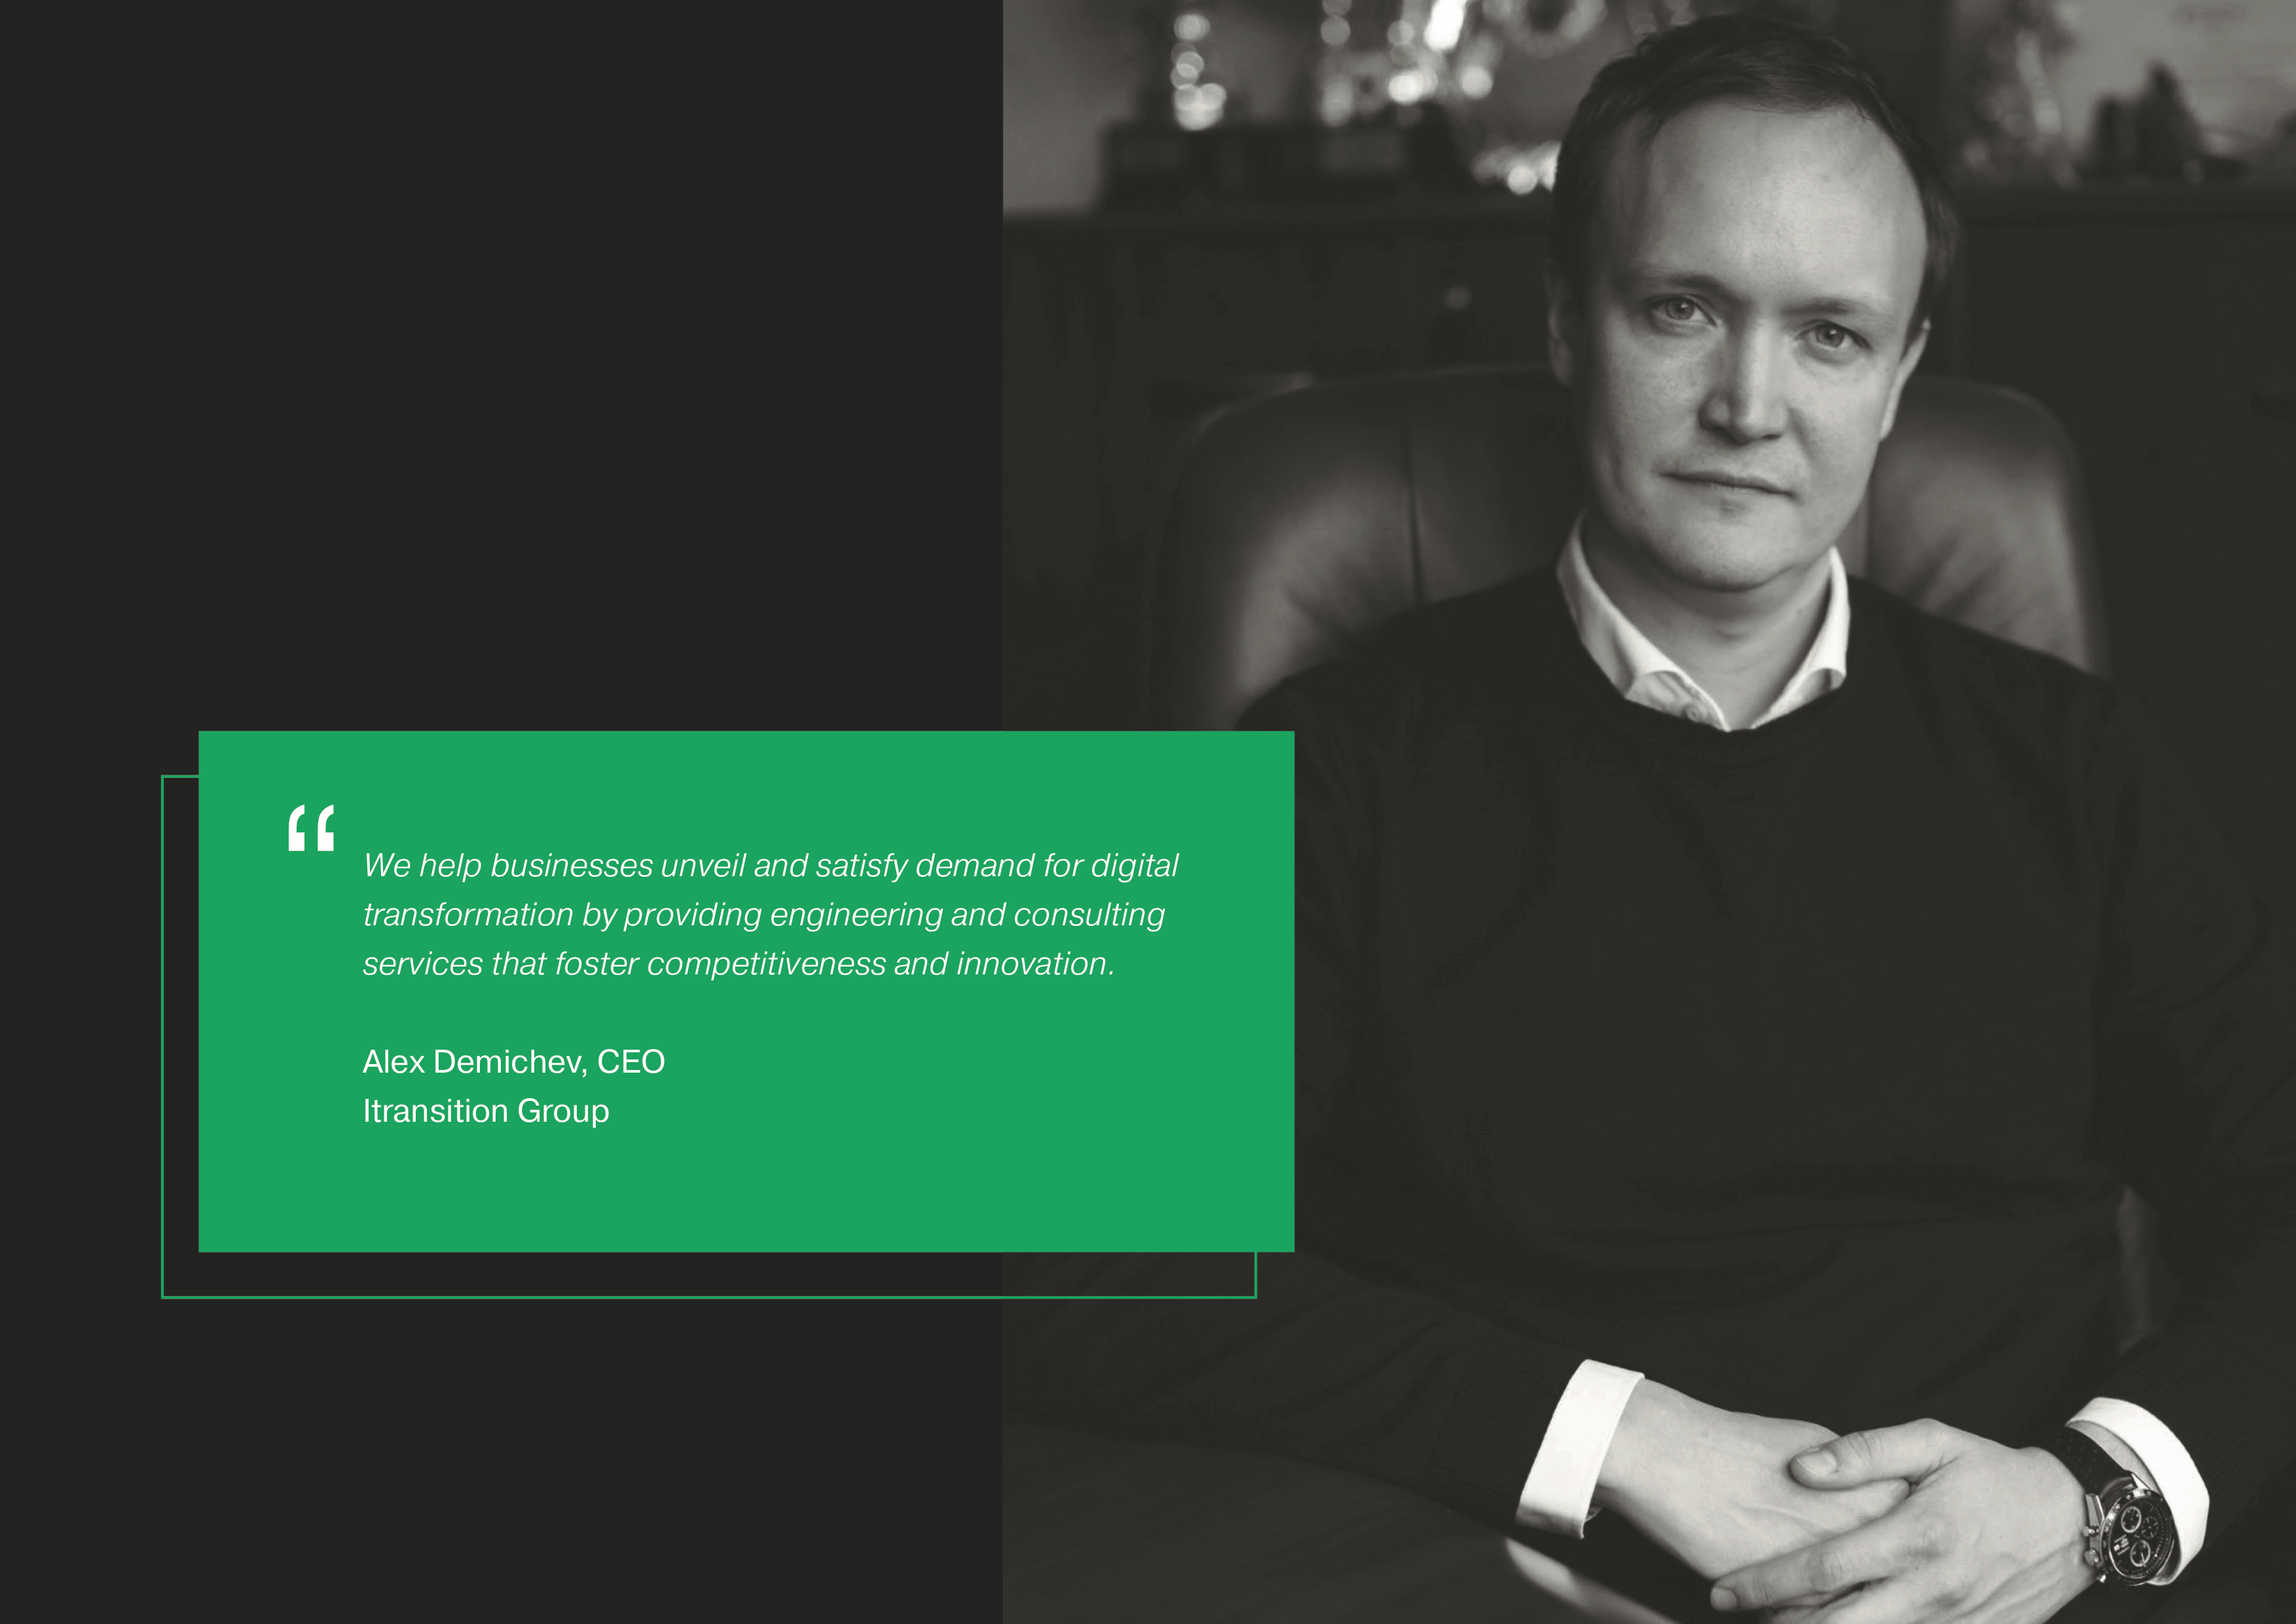 “
We help businesses unveil and satisfy demand for digital
transformation by providing engineering and consulting
services that foster competitiveness and innovation.
Alex Demichev, CEO
Itransition Group